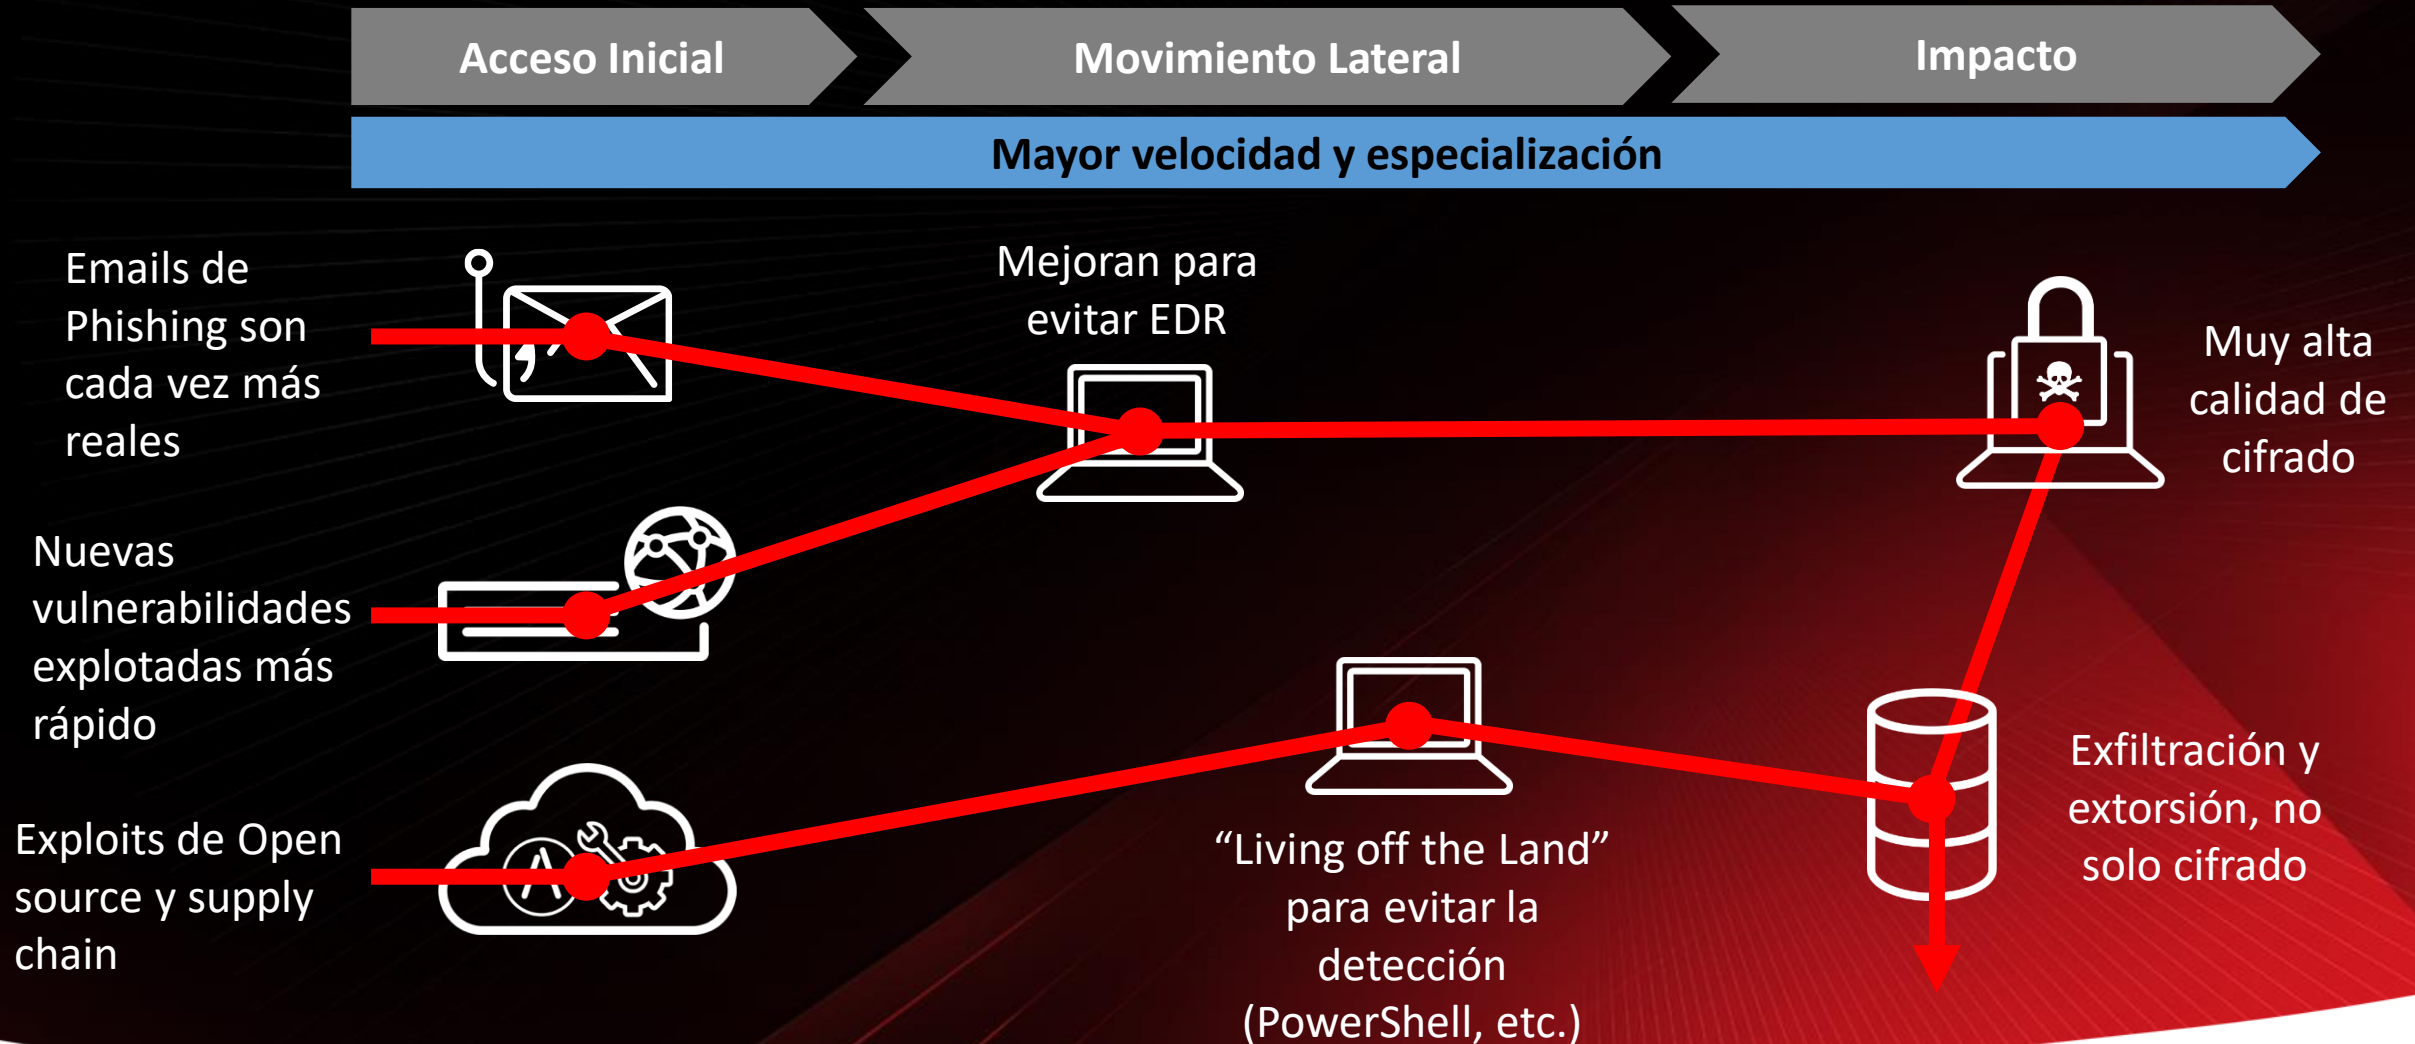 Acceso Inicial
Movimiento Lateral
Impacto
Mayor velocidad y especialización
Emails de
Phishing son
cada vez más
reales
Mejoran para
evitar EDR
Muy alta
calidad de
cifrado
Nuevas
vulnerabilidades
explotadas más
rápido
Exploits de Open
source y supply
chain
“Living off the Land”
para evitar la
detección
(PowerShell, etc.)
Exfiltración y
extorsión, no
solo cifrado